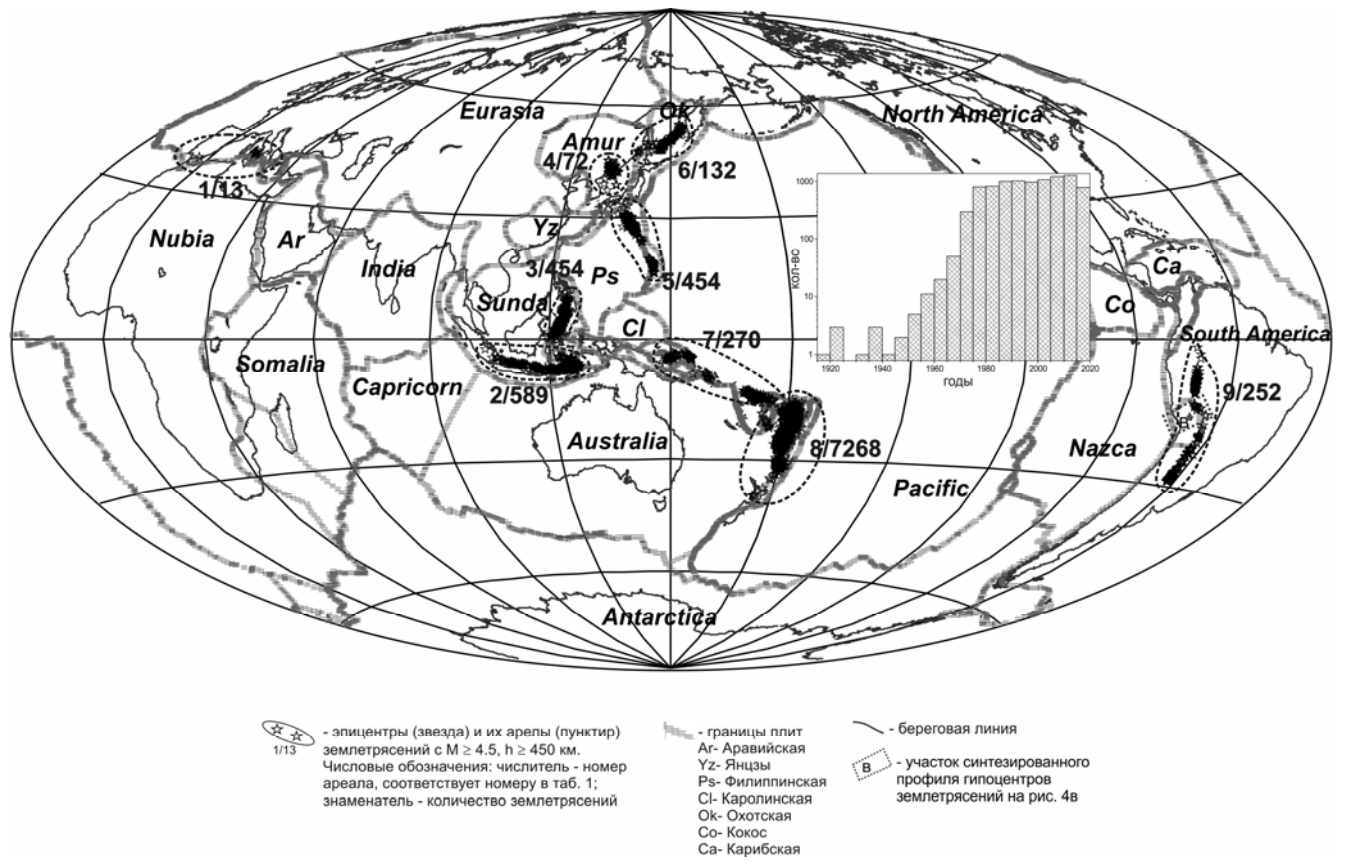 Eurasia
Ok
North America
Amur
4/72
6/132
1/13
1000
100
10
1
кол-во
1920
1940
1960
1980
2000
2020
годы
Nubia
Ar
Yz
India
3/454
Ps
5/454
Ca
Sunda
Co
Cl
7/270
South America
Somalia
Capricorn
2/589
9/252
B
Australia
8/7268
Nazca
Pacific
Antarctica
1/13
- эпицентры (звезда) и их арелы (пунктир)
землетрясений с M ≥ 4.5, h ≥ 450 км.
Числовые обозначения: числитель - номер
ареала, соответствует номеру в таб. 1;
знаменатель - количество землетрясений
- границы плит
Ar- Аравийская
Yz- Янцзы
Ps- Филиппинская
Cl- Каролинская
Ok- Охотская
Co- Кокос
Ca- Карибская
- береговая линия
B
- участок синтезированного
профиля гипоцентров
землетрясений на рис. 4в